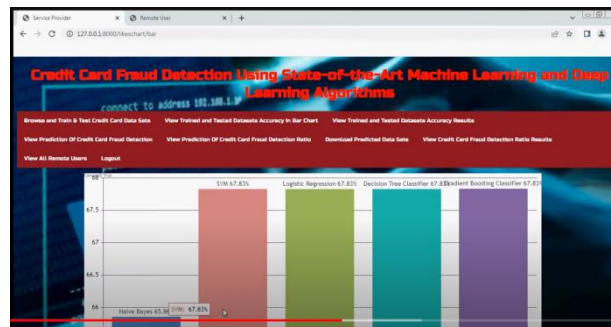 Service Provider
Remote User
127.0.0.1:8000/likeschart/bar
Credit Card Fraud Detection Using State-of-the-Art Machine Learning and Deep
Learning Algorithms
connect to address 192.168.1.1
Browse and Train & Test Credit Card Data Sets View Trained and Tested Datasets Accuracy in Bar Chart View Trained and Tested Datasets Accuracy Results
View Prediction Of Credit Card Fraud Detection View Prediction Of Credit Card Fraud Detection Ratio Download Predicted Data Sets View Credit Card Fraud Detection Ratio Results
View All Remote Users Logout
68
SVM 67.83% Logistic Regression 67.83% Decision Tree Classifier 67.83% Gradient Boosting Classifier 67.83%
67.5
67
66.5
66
Naive Bayes 65.88
SVM: 67.83%